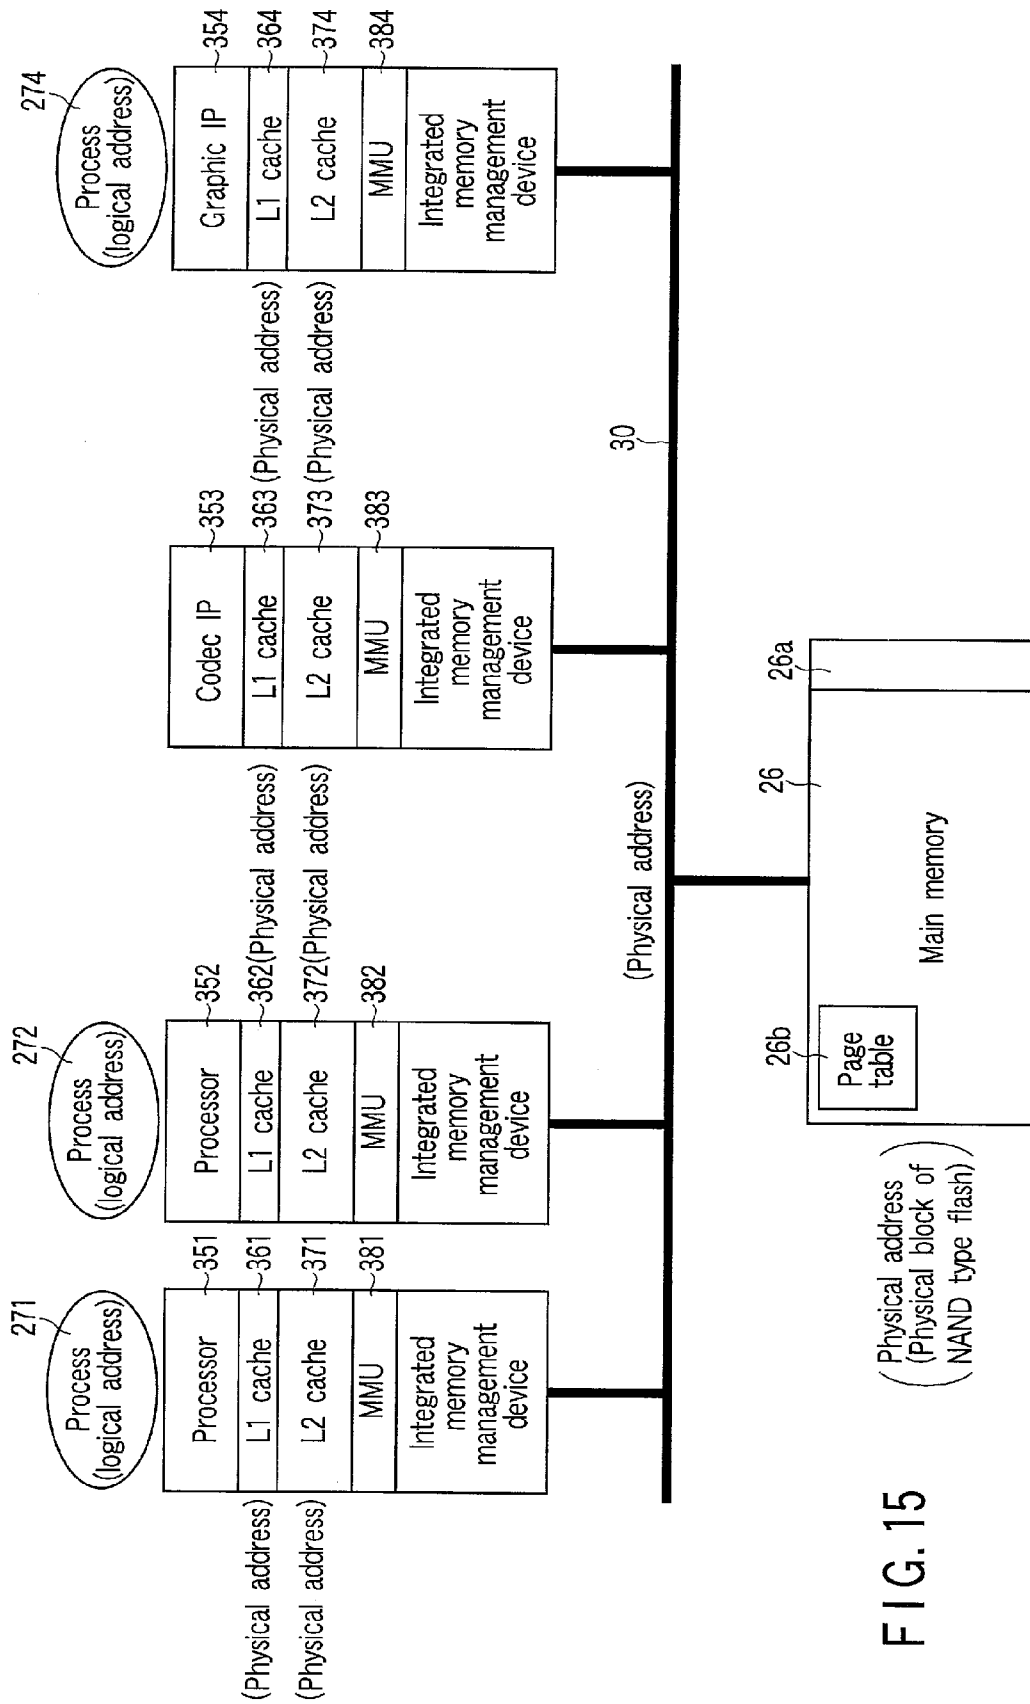 271
Process
(logical address)
272
Process
(logical address)
274
Process
(logical address)
Processor
351
L1 cache
361
L2 cache
371
MMU
381
Integrated
memory
management
device
(Physical address)
(Physical address)
Processor
352
L1 cache
362
(Physical address)
L2 cache
372
(Physical address)
MMU
382
Integrated
memory
management
device
Codec IP
353
L1 cache
363
(Physical address)
L2 cache
373
(Physical address)
MMU
383
Integrated
memory
management
device
Graphic IP
354
L1 cache
364
L2 cache
374
MMU
384
Integrated
memory
management
device
(Physical address)
30
26b
Page
table
26
26a
Main memory
(Physical address
(Physical block of
NAND type flash))
FIG. 15